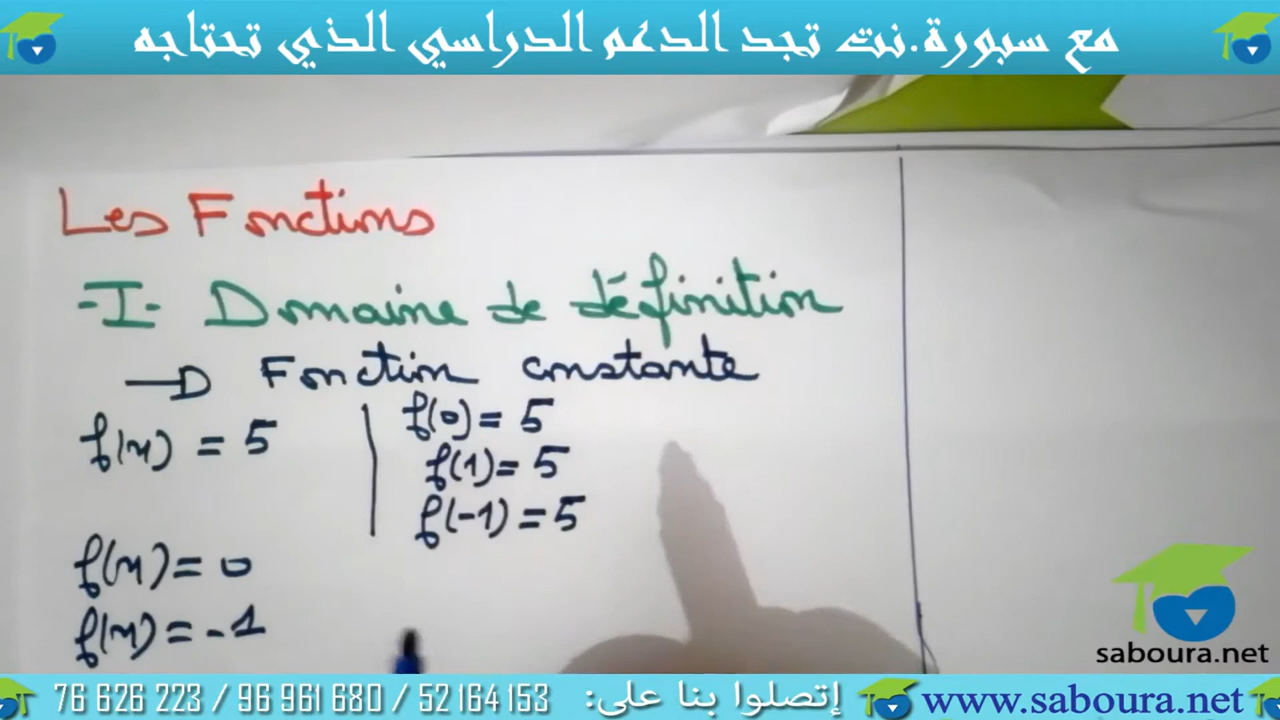 مع سبورة.نت تجد الدعم الدراسي الذي تحتاجه
Les Fonctions
-I- Domaine de définition
→ Fonction constante
f(x) = 5
f(0) = 5
f(1) = 5
f(-1) = 5
f(x) = 0
f(x) = -1
saboura.net
76 626 223 / 96 961 680 / 52 164 153 إتصلوا بنا على: www.saboura.net